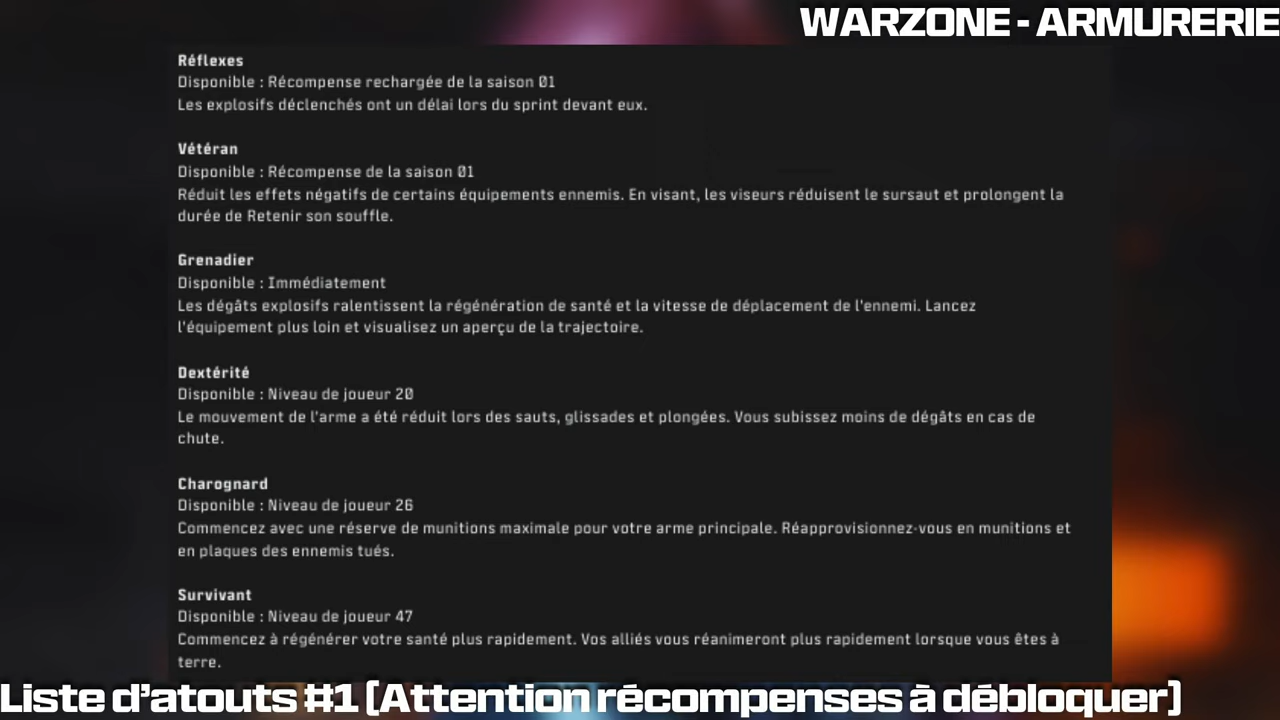 WARZONE - ARMURERIE
Réflexes
Disponible : Récompense rechargée de la saison 01
Les explosifs déclenchés ont un délai lors du sprint devant eux.
Vétéran
Disponible : Récompense de la saison 01
Réduit les effets négatifs de certains équipements ennemis. En visant, les viseurs réduisent le sursaut et prolongent la
durée de Retenir son souffle.
Grenadier
Disponible : Immédiatement
Les dégâts explosifs ralentissent la régénération de santé et la vitesse de déplacement de l'ennemi. Lancez
l'équipement plus loin et visualisez un aperçu de la trajectoire.
Dextérité
Disponible : Niveau de joueur 20
Le mouvement de l'arme a été réduit lors des sauts, glissades et plongées. Vous subissez moins de dégâts en cas de
chute.
Charognard
Disponible : Niveau de joueur 26
Commencez avec une réserve de munitions maximale pour votre arme principale. Réapprovisionnez-vous en munitions et
en plaques des ennemis tués.
Survivant
Disponible : Niveau de joueur 47
Commencez à régénérer votre santé plus rapidement. Vos alliés vous réanimeront plus rapidement lorsque vous êtes à
terre.
Liste d'atouts #1 (Attention récompenses à débloquer)